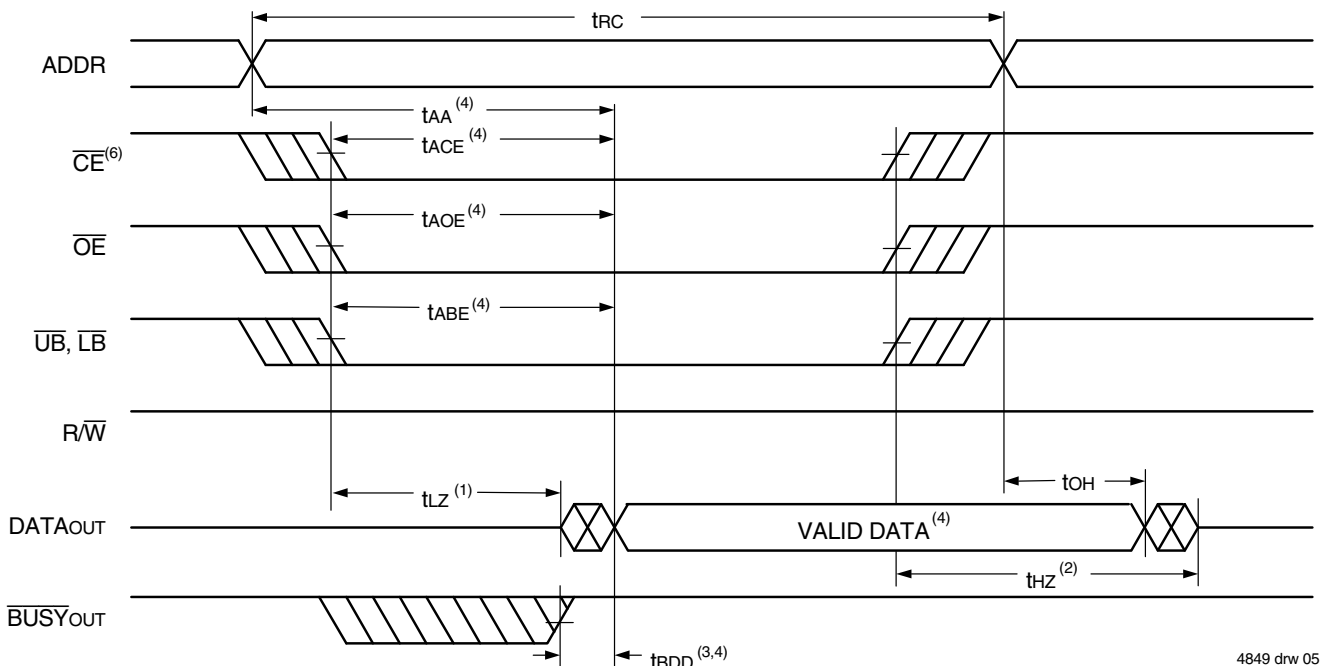 tRC
ADDR
tAA (4)
CE (6)
tACE (4)
OE
tAOE (4)
UB, LB
tABE (4)
R/W
tLZ (1)
tOH
DATAOUT
VALID DATA (4)
tHZ (2)
BUSYOUT
tBDD (3,4)
4849 drw 05